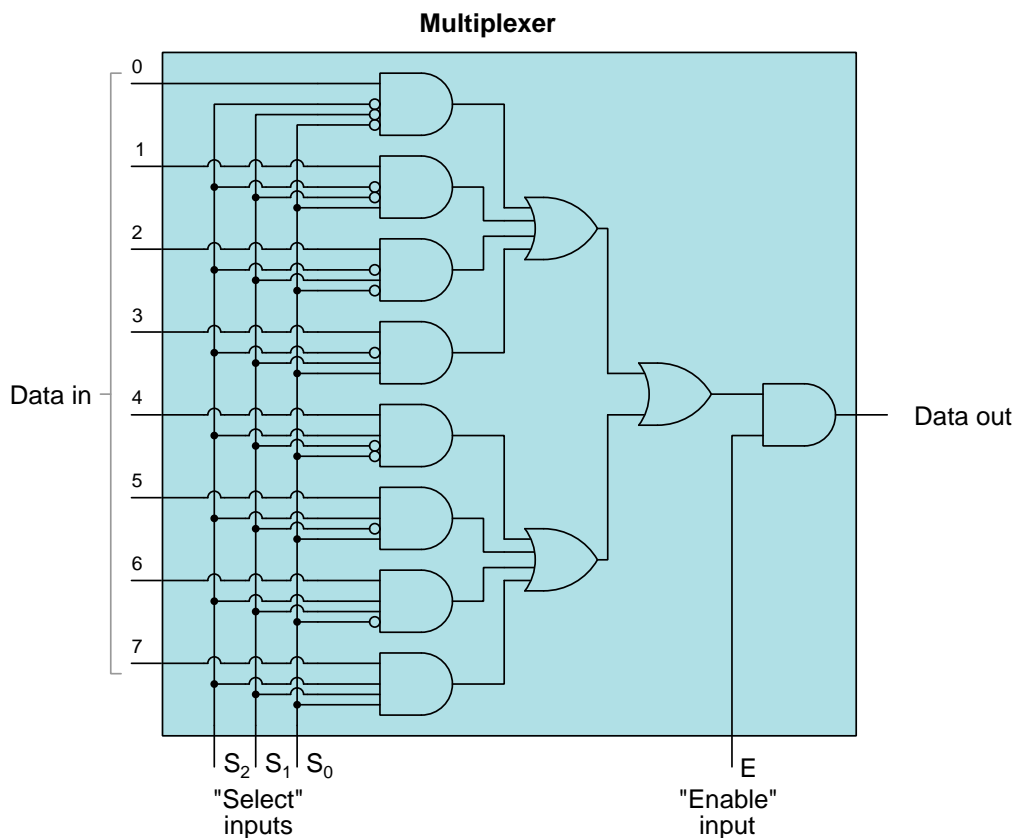 Multiplexer
0
1
2
3
Data in
4
Data out
5
6
7
S₂ S₁ S₀
E
"Select"
inputs
"Enable"
input